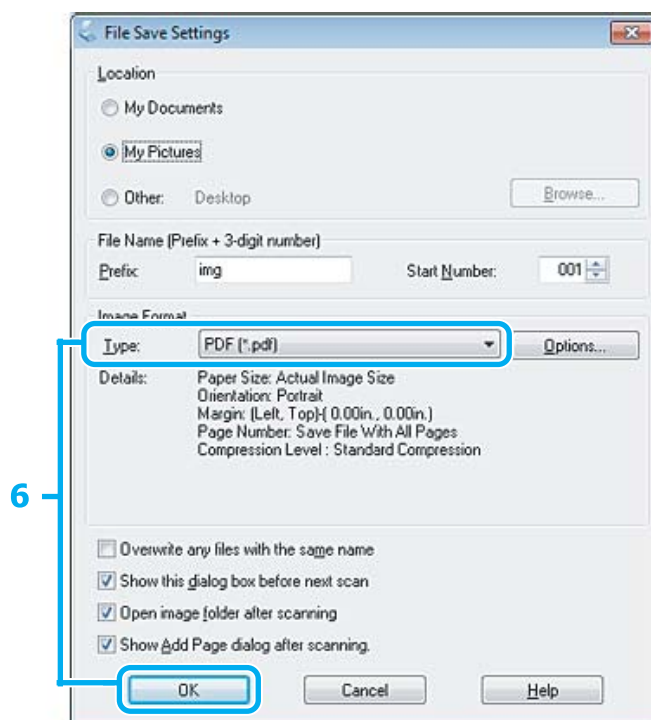 File Save Settings
Location
My Documents
My Pictures
Other: Desktop Browse...
File Name (Prefix + 3-digit number)
Prefix: img Start Number: 001
Image Format
Type: PDF (*.pdf) Options...
Details: Paper Size: Actual Image Size
Orientation: Portrait
Margin: (Left, Top)-( 0.00in., 0.00in.)
Page Number: Save File With All Pages
Compression Level : Standard Compression
6
Overwrite any files with the same name
Show this dialog box before next scan
Open image folder after scanning
Show Add Page dialog after scanning.
OK Cancel Help